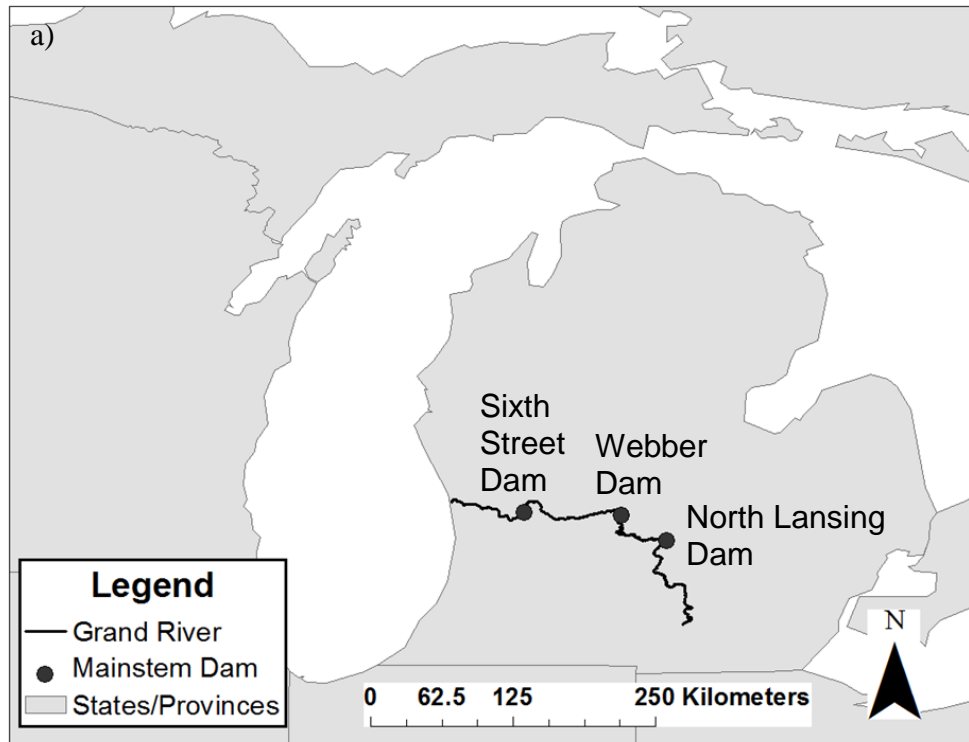 a)
Sixth
Street
Dam
Webber
Dam
North Lansing
Dam
Legend
Grand River
Mainstem Dam
States/Provinces
0 62.5 125 250 Kilometers
N